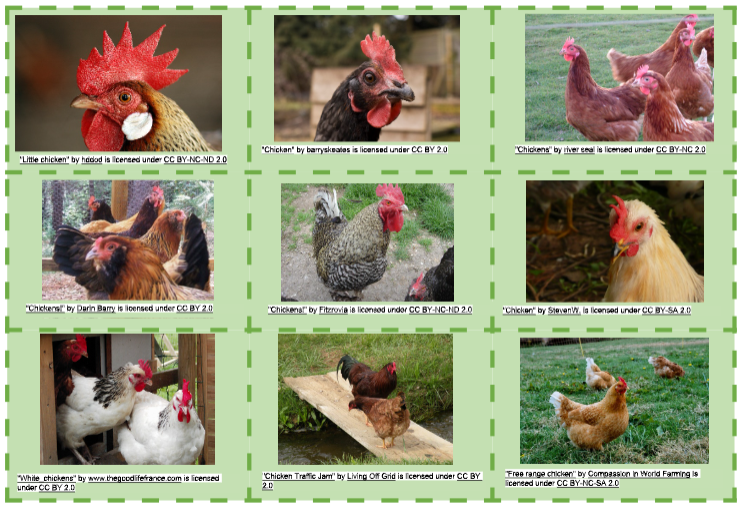 "Little chicken" by hddod is licensed under CC BY-NC-ND 2.0
"Chicken" by barryskeates is licensed under CC BY 2.0
"Chickens" by river seal is licensed under CC BY-NC 2.0
"Chickens!" by Darin Barry is licensed under CC BY 2.0
"Chickens!" by Fitzrovia is licensed under CC BY-NC-ND 2.0
"Chicken" by StevenW. is licensed under CC BY-SA 2.0
"White_chickens" by www.thegoodlifefrance.com is licensed
under CC BY 2.0
"Chicken Traffic Jam" by Living Off Grid is licensed under CC BY
2.0
"Free range chicken" by Compassion in World Farming is
licensed under CC BY-NC-SA 2.0